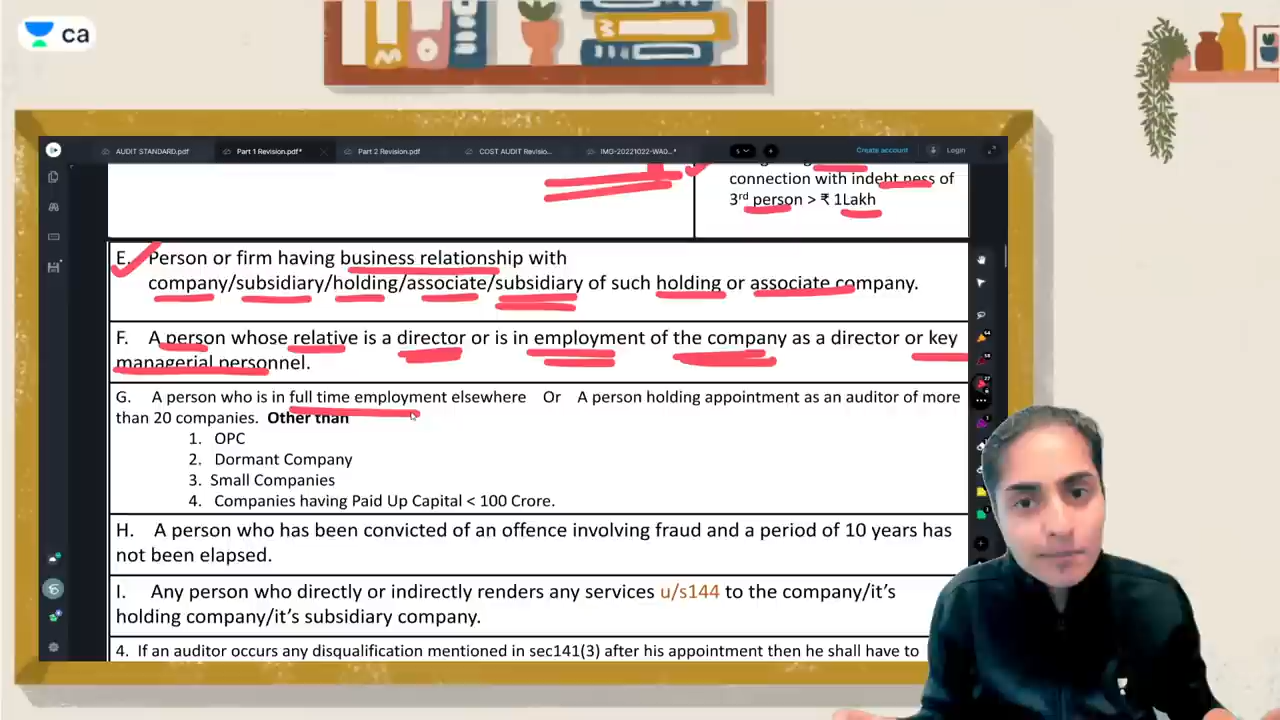 ca
AUDIT STANDARD.pdf
Part 1 Revision.pdf*
Part 2 Revision.pdf
COST AUDIT Revisio...
IMG-20221022-WA0...*
5
Create account
Login
connection with indebt ness of
3rd person > ₹ 1Lakh
E. Person or firm having business relationship with
company/subsidiary/holding/associate/subsidiary of such holding or associate company.
F. A person whose relative is a director or is in employment of the company as a director or key
managerial personnel.
G. A person who is in full time employment elsewhere Or A person holding appointment as an auditor of more
than 20 companies. Other than
1. OPC
2. Dormant Company
3. Small Companies
4. Companies having Paid Up Capital < 100 Crore.
H. A person who has been convicted of an offence involving fraud and a period of 10 years has
not been elapsed.
I. Any person who directly or indirectly renders any services u/s144 to the company/it's
holding company/it's subsidiary company.
4. If an auditor occurs any disqualification mentioned in sec141(3) after his appointment then he shall have to